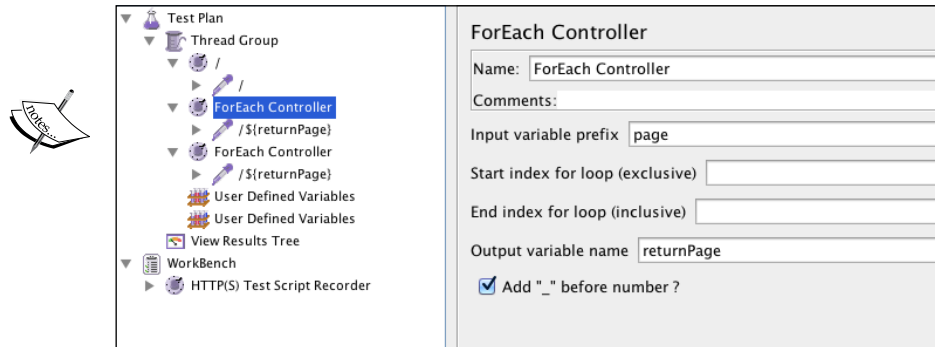 notes...
Test Plan
Thread Group
/
/
ForEach Controller
/${returnPage}
ForEach Controller
/${returnPage}
User Defined Variables
User Defined Variables
View Results Tree
WorkBench
HTTP(S) Test Script Recorder
ForEach Controller
Name: ForEach Controller
Comments:
Input variable prefix page
Start index for loop (exclusive)
End index for loop (inclusive)
Output variable name returnPage
Add "_" before number ?